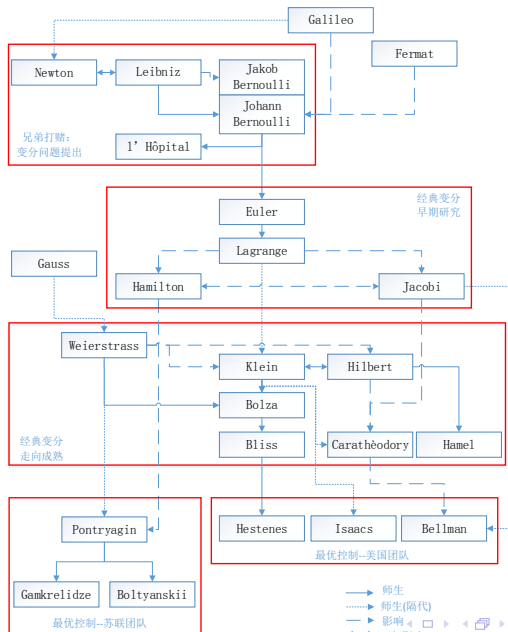 Galileo
Fermat
Newton
Leibniz
Jakob
Bernoulli
Johann
Bernoulli
兄弟打赌：
变分问题提出
l'Hôpital
经典变分
早期研究
Euler
Lagrange
Gauss
Hamilton
Jacobi
Weierstrass
Klein
Hilbert
Bolza
经典变分
走向成熟
Bliss
Carathèodory
Hamel
Pontryagin
Hestenes
Isaacs
Bellman
最优控制--美国团队
Gamkrelidze
Boltyanskii
最优控制--苏联团队
师生
师生(隔代)
影响